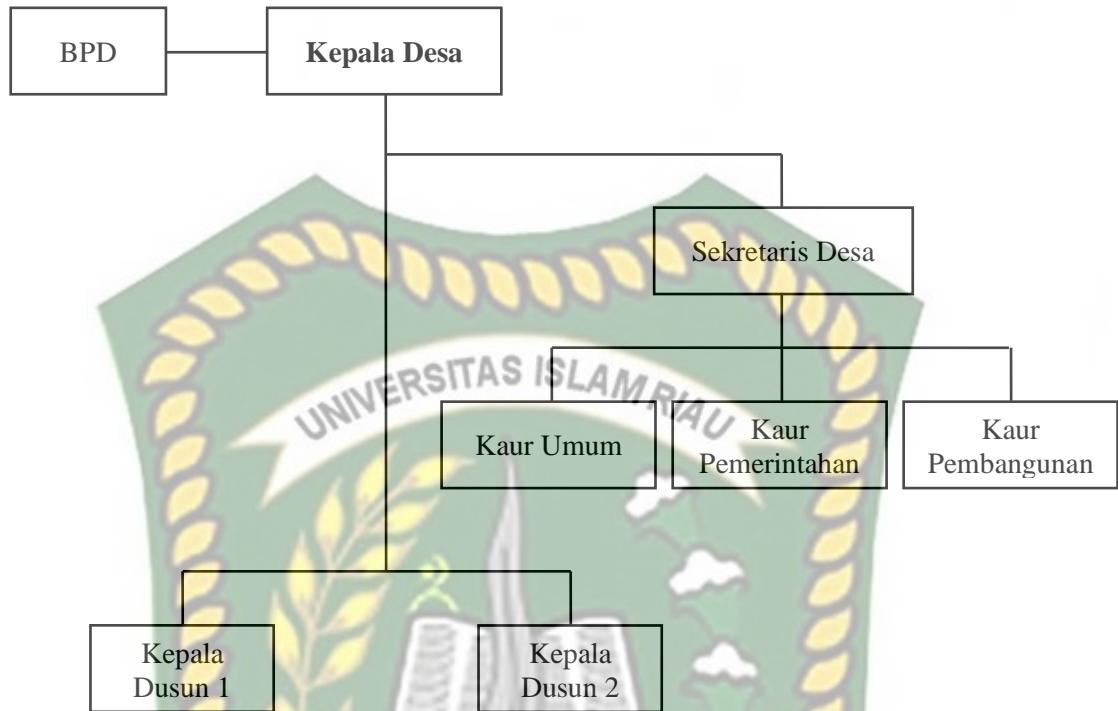 BPD
Kepala Desa
Sekretaris Desa
UNIVERSITAS ISLAM RIAU
Kaur Umum
Kaur
Pemerintahan
Kaur
Pembangunan
Kepala
Dusun 1
Kepala
Dusun 2